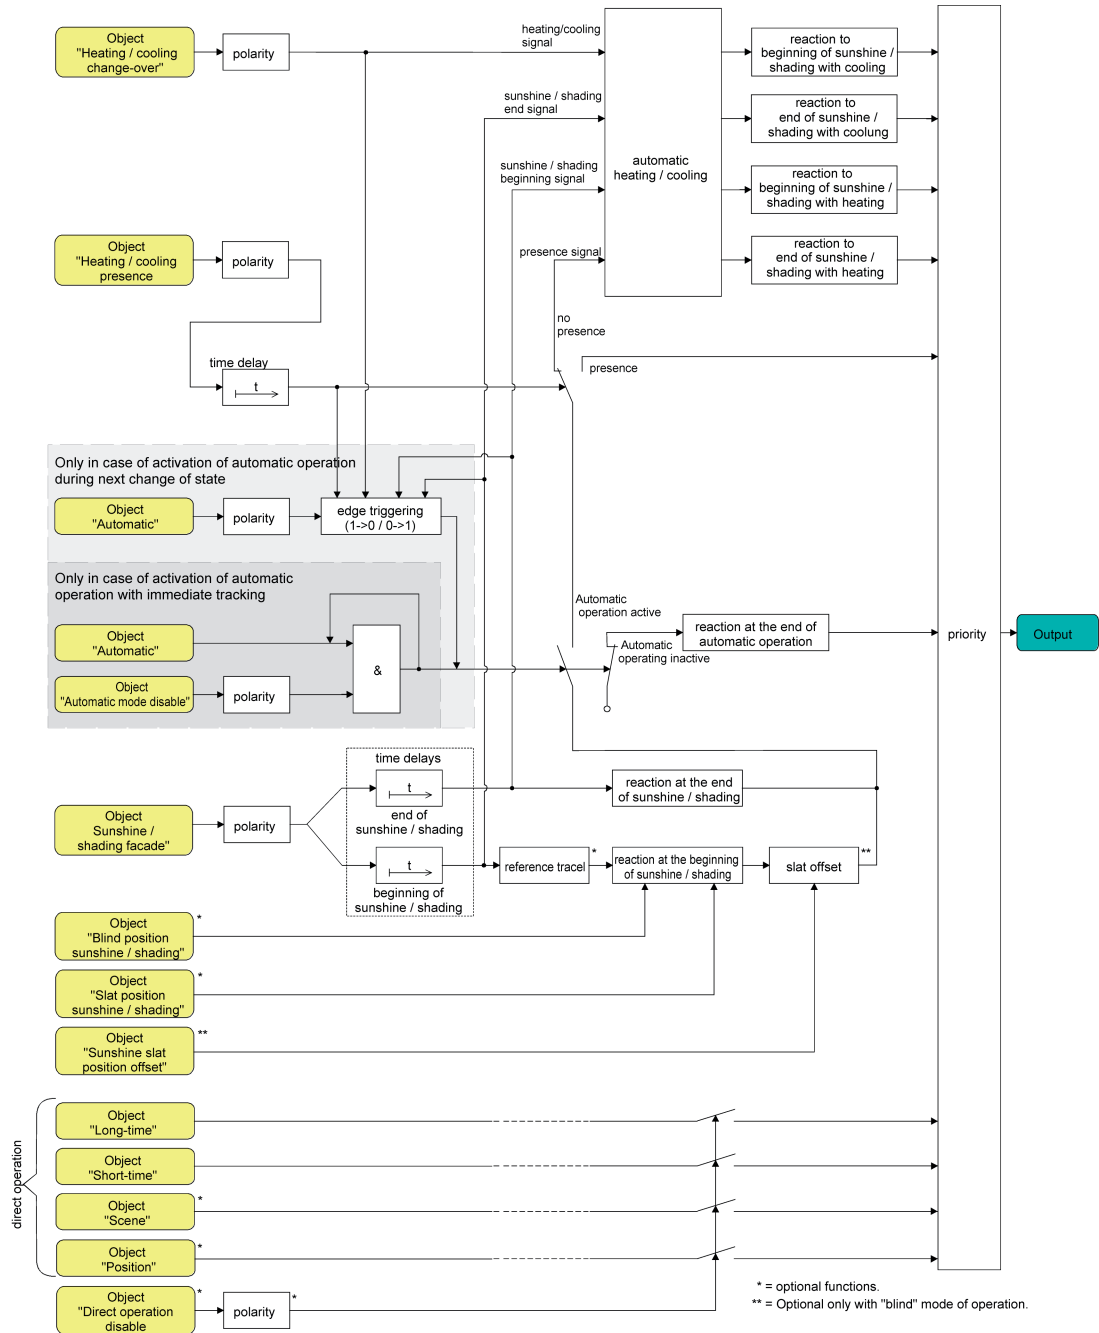 Object
"Heating / cooling
change-over"
polarity
heating/cooling
signal
reaction to
beginning of sunshine /
shading with cooling
sunshine / shading
end signal
reaction to
end of sunshine /
shading with coolung
automatic
heating / cooling
sunshine / shading
beginning signal
reaction to
beginning of sunshine /
shading with heating
Object
"Heating / cooling
presence
polarity
presence signal
reaction to
end of sunshine /
shading with heating
no
presence
presence
time delay
t
Only in case of activation of automatic operation
during next change of state
Object
"Automatic"
polarity
edge triggering
(1->0 / 0->1)
Only in case of activation of automatic
operation with immediate tracking
Object
"Automatic"
&
Object
"Automatic mode disable"
polarity
Automatic
operation active
Automatic
operating inactive
reaction at the end of
automatic operation
priority
Output
time delays
t
end of
sunshine / shading
reaction at the end
of sunshine / shading
Object
Sunshine /
shading facade"
polarity
t
beginning of
sunshine / shading
reference tracel
*
reaction at the beginning
of sunshine / shading
slat offset
**
Object
"Blind position
sunshine / shading"
*
Object
"Slat position
sunshine / shading"
*
Object
"Sunshine slat
position offset"
**
direct operation
Object
"Long-time"
Object
"Short-time"
Object
"Scene"
*
Object
"Position"
*
Object
"Direct operation
disable
*
polarity
*
* = optional functions.
** = Optional only with "blind" mode of operation.